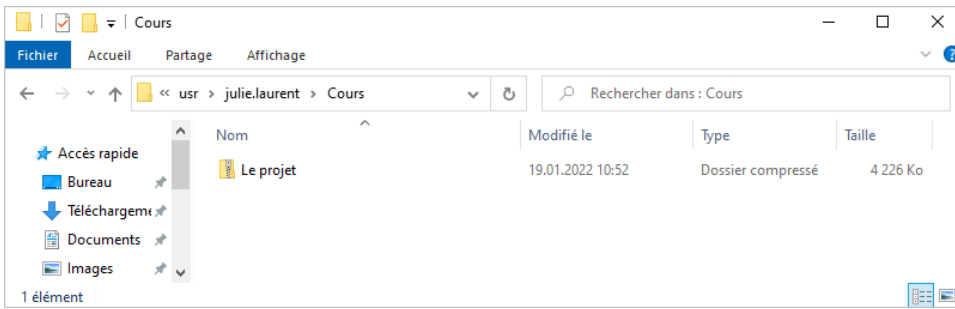 Cours
Fichier Accueil Partage Affichage
« usr › julie.laurent › Cours Rechercher dans : Cours
Nom Modifié le Type Taille
Accès rapide
Le projet 19.01.2022 10:52 Dossier compressé 4 226 Ko
Bureau
Téléchargeme
Documents
Images
1 élément